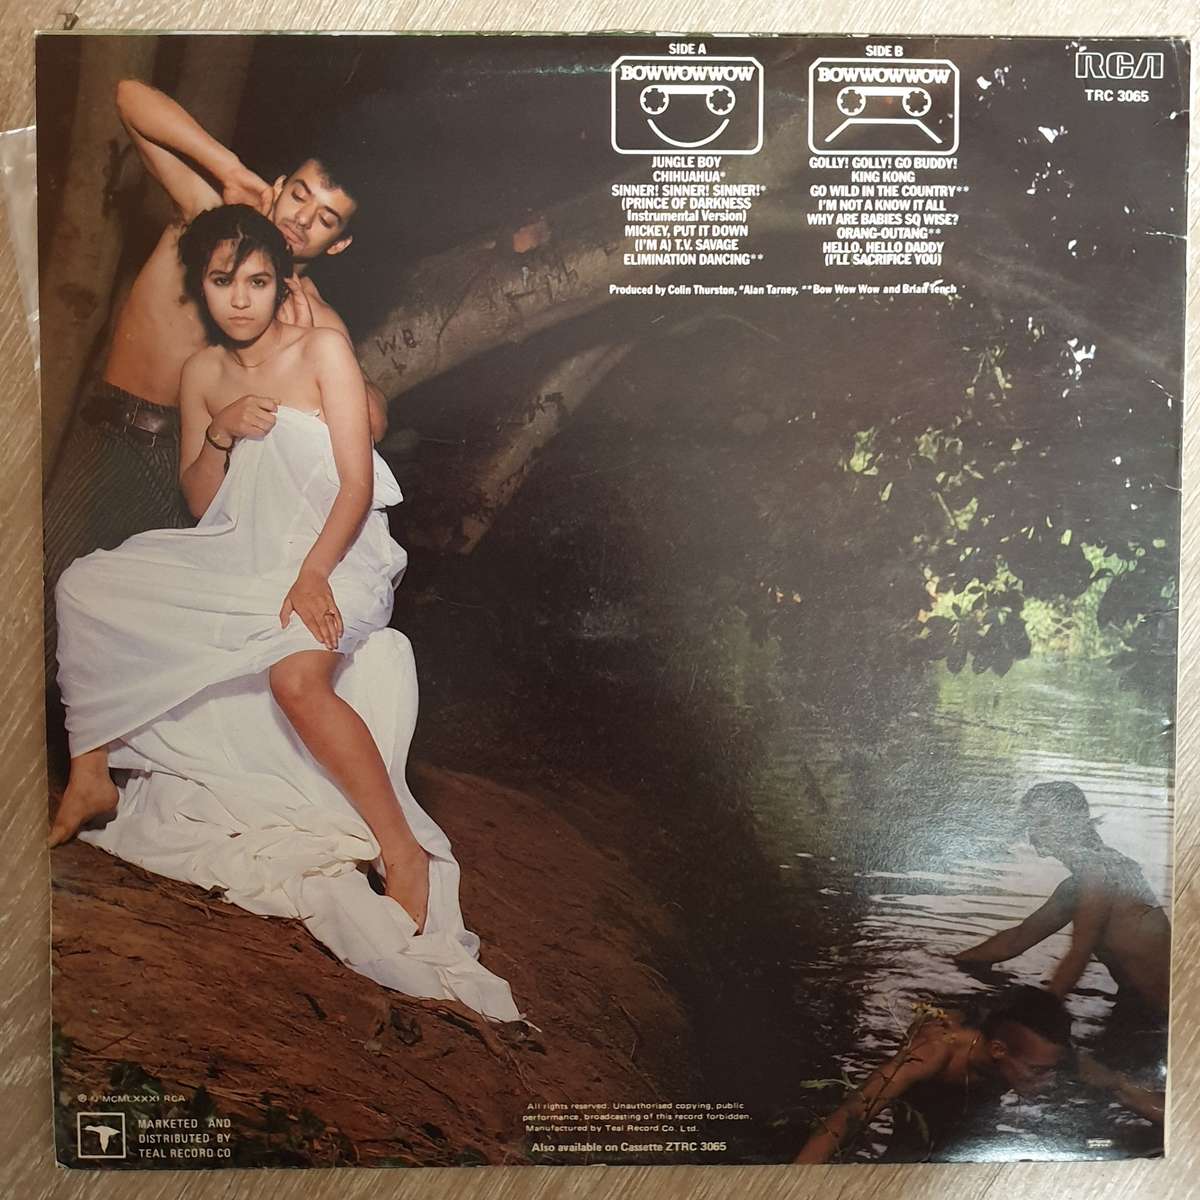 SIDE A
BOWWOWWOW
JUNGLE BOY
CHIHUAHUA*
SINNER! SINNER! SINNER!*
(PRINCE OF DARKNESS
Instrumental Version)
MICKEY, PUT IT DOWN
(I'M A) T.V. SAVAGE
ELIMINATION DANCING**
SIDE B
BOWWOWWOW
GOLLY! GOLLY! GO BUDDY!
KING KONG
GO WILD IN THE COUNTRY**
I'M NOT A KNOW IT ALL
WHY ARE BABIES SO WISE?
ORANG-OUTANG**
HELLO, HELLO DADDY
(I'LL SACRIFICE YOU)
Produced by Colin Thurston, *Alan Tarney, **Bow Wow Wow and Brian Tench
RCA
TRC 3065
W.B.
℗ MCMLXXXI RCA
MARKETED AND
DISTRIBUTED BY
TEAL RECORD CO
All rights reserved. Unauthorised copying, public
performance, broadcasting of this record forbidden.
Manufactured by Teal Record Co. Ltd.
Also available on Cassette ZTRC 3065